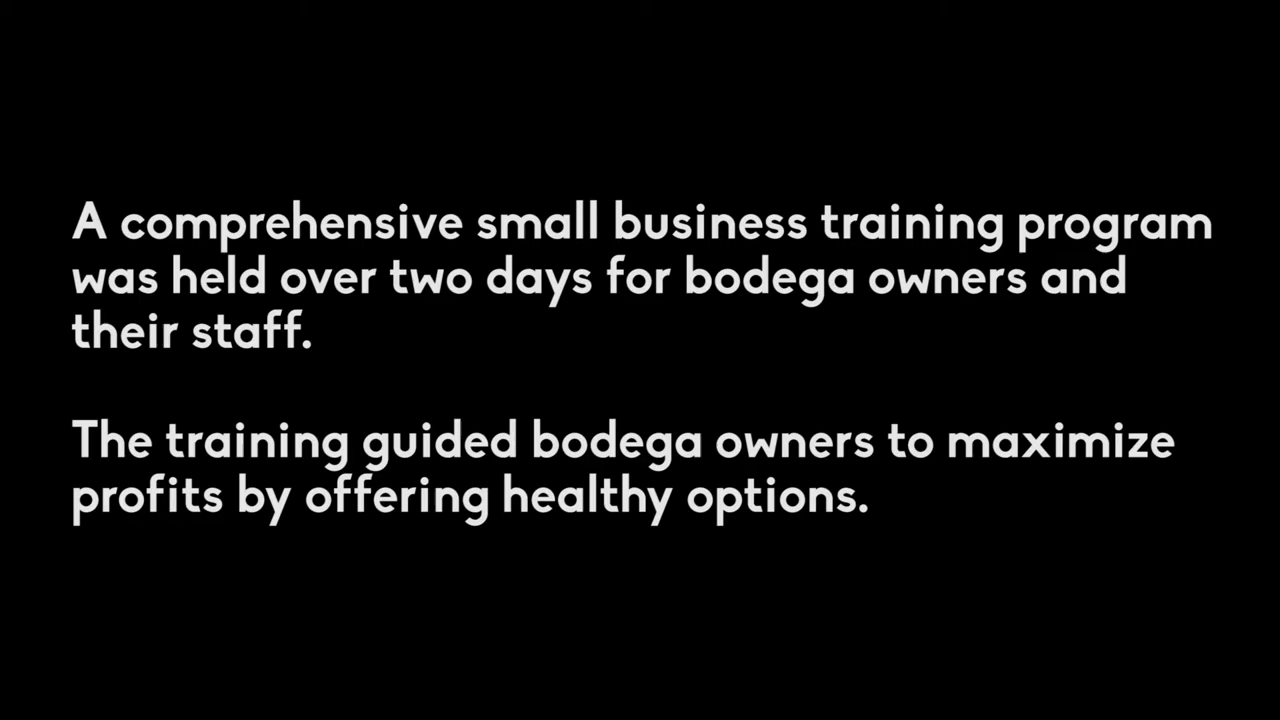 A comprehensive small business training program
was held over two days for bodega owners and
their staff.
The training guided bodega owners to maximize
profits by offering healthy options.